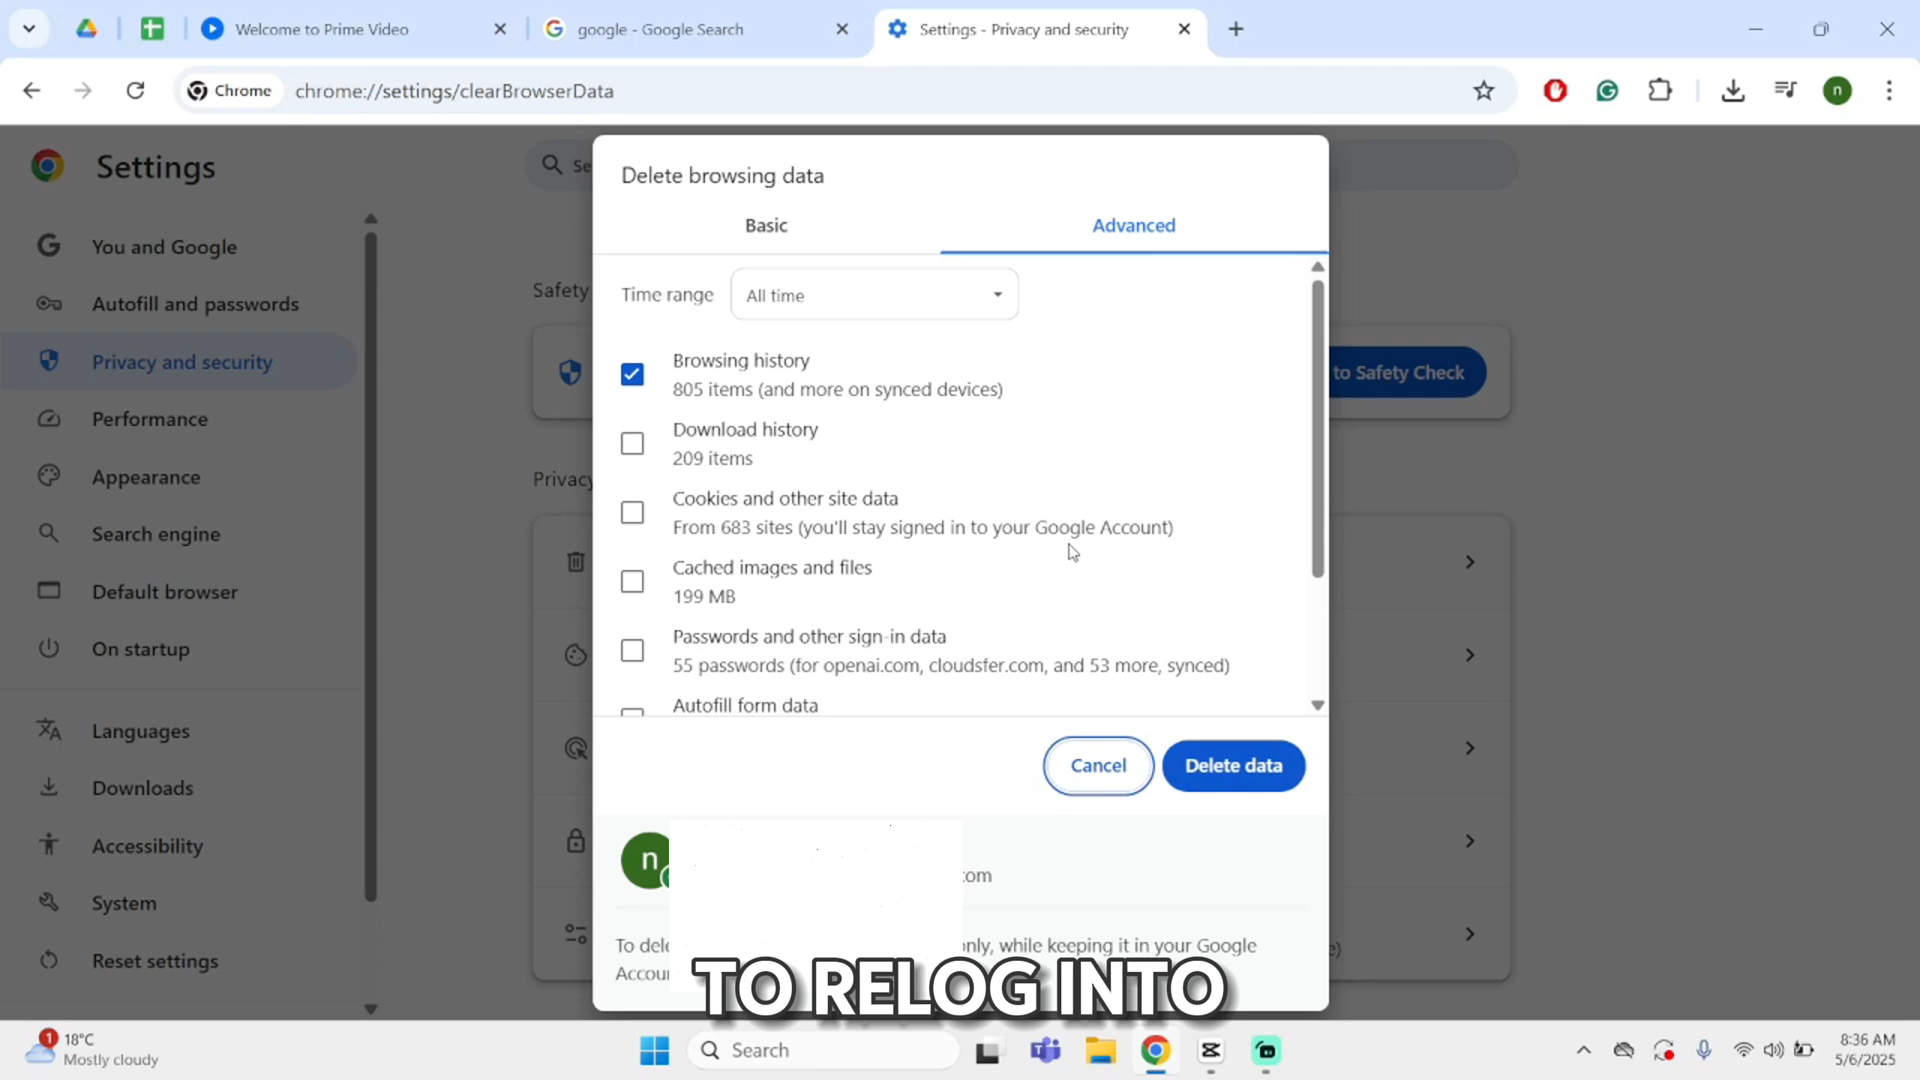 Welcome to Prime Video
google - Google Search
Settings - Privacy and security
Chrome
chrome://settings/clearBrowserData
n
Settings
Se
Delete browsing data
Basic
Advanced
You and Google
Autofill and passwords
Privacy and security
Performance
Appearance
Search engine
Default browser
On startup
Languages
Downloads
Accessibility
System
Reset settings
Safety
to Safety Check
Privacy
Time range
All time
Browsing history
805 items (and more on synced devices)
Download history
209 items
Cookies and other site data
From 683 sites (you'll stay signed in to your Google Account)
Cached images and files
199 MB
Passwords and other sign-in data
55 passwords (for openai.com, cloudsfer.com, and 53 more, synced)
Autofill form data
Cancel
Delete data
n
com
To dele
only, while keeping it in your Google
Accou
TO RELOG INTO
1
18°C
Mostly cloudy
Search
8:36 AM
5/6/2025